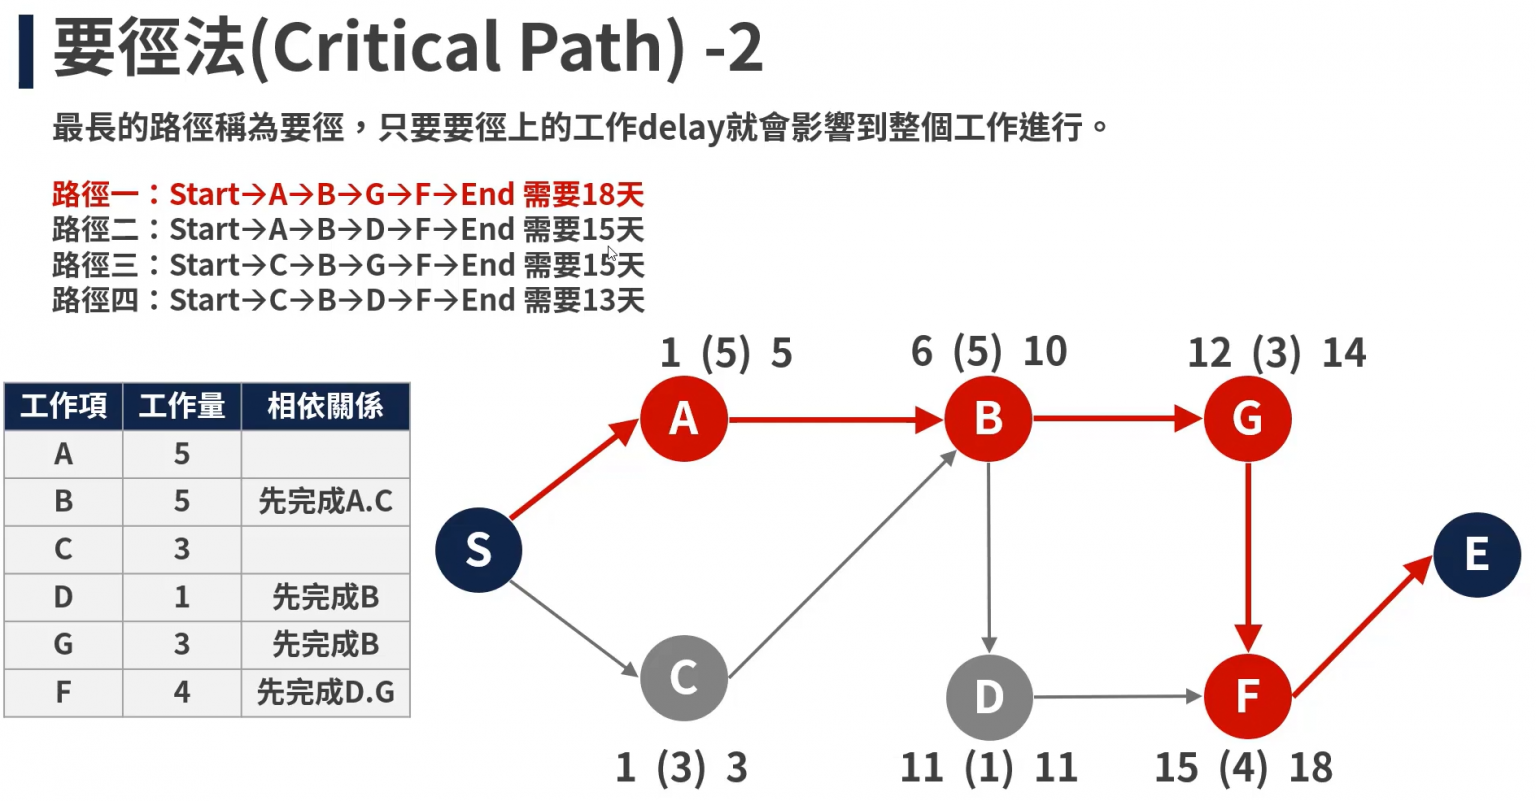 要徑法(Critical Path) -2
最長的路徑稱為要徑，只要要徑上的工作delay就會影響到整個工作進行。
路徑一：Start→A→B→G→F→End 需要18天
路徑二：Start→A→B→D→F→End 需要15天
路徑三：Start→C→B→G→F→End 需要15天
路徑四：Start→C→B→D→F→End 需要13天
1 (5) 5
6 (5) 10
12 (3) 14
A
B
G
S
E
C
D
F
1 (3) 3
11 (1) 11
15 (4) 18
工作項 工作量 相依關係
A 5
B 5 先完成A.C
C 3
D 1 先完成B
G 3 先完成B
F 4 先完成D.G